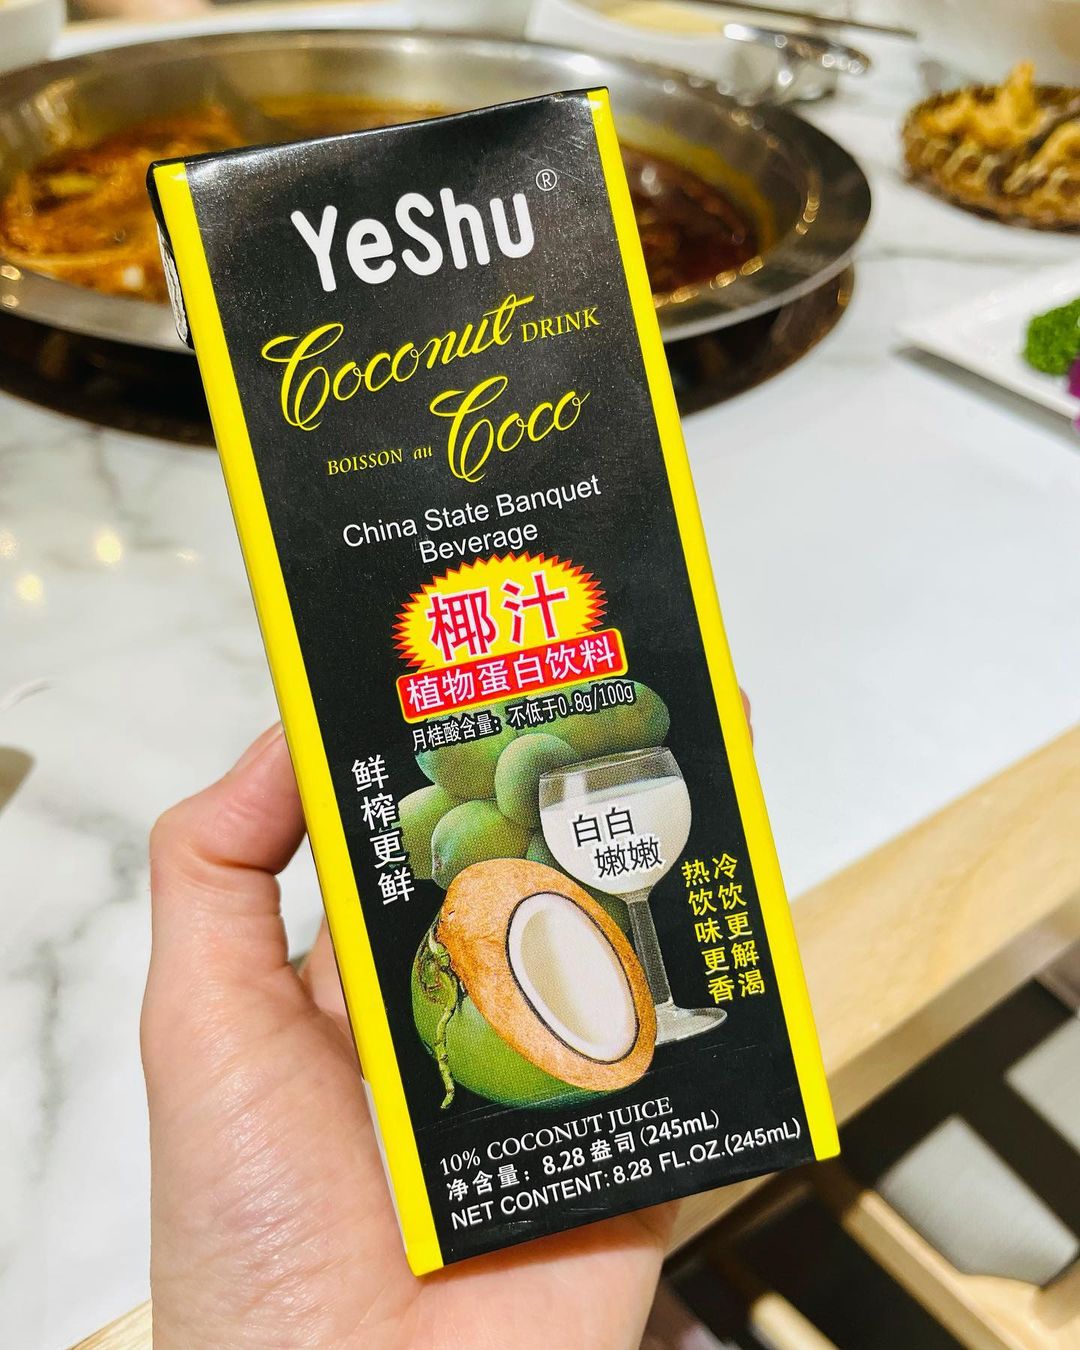 YeShu®
Coconut DRINK
BOISSON au Coco
China State Banquet
Beverage
椰汁
植物蛋白饮料
月桂酸含量：不低于0.8g/100g
鲜榨更鲜
白白
嫩嫩
冷饮更解渴
热饮味更香
10% COCONUT JUICE
净含量：8.28 盎司(245mL)
NET CONTENT: 8.28 FL.OZ.(245mL)